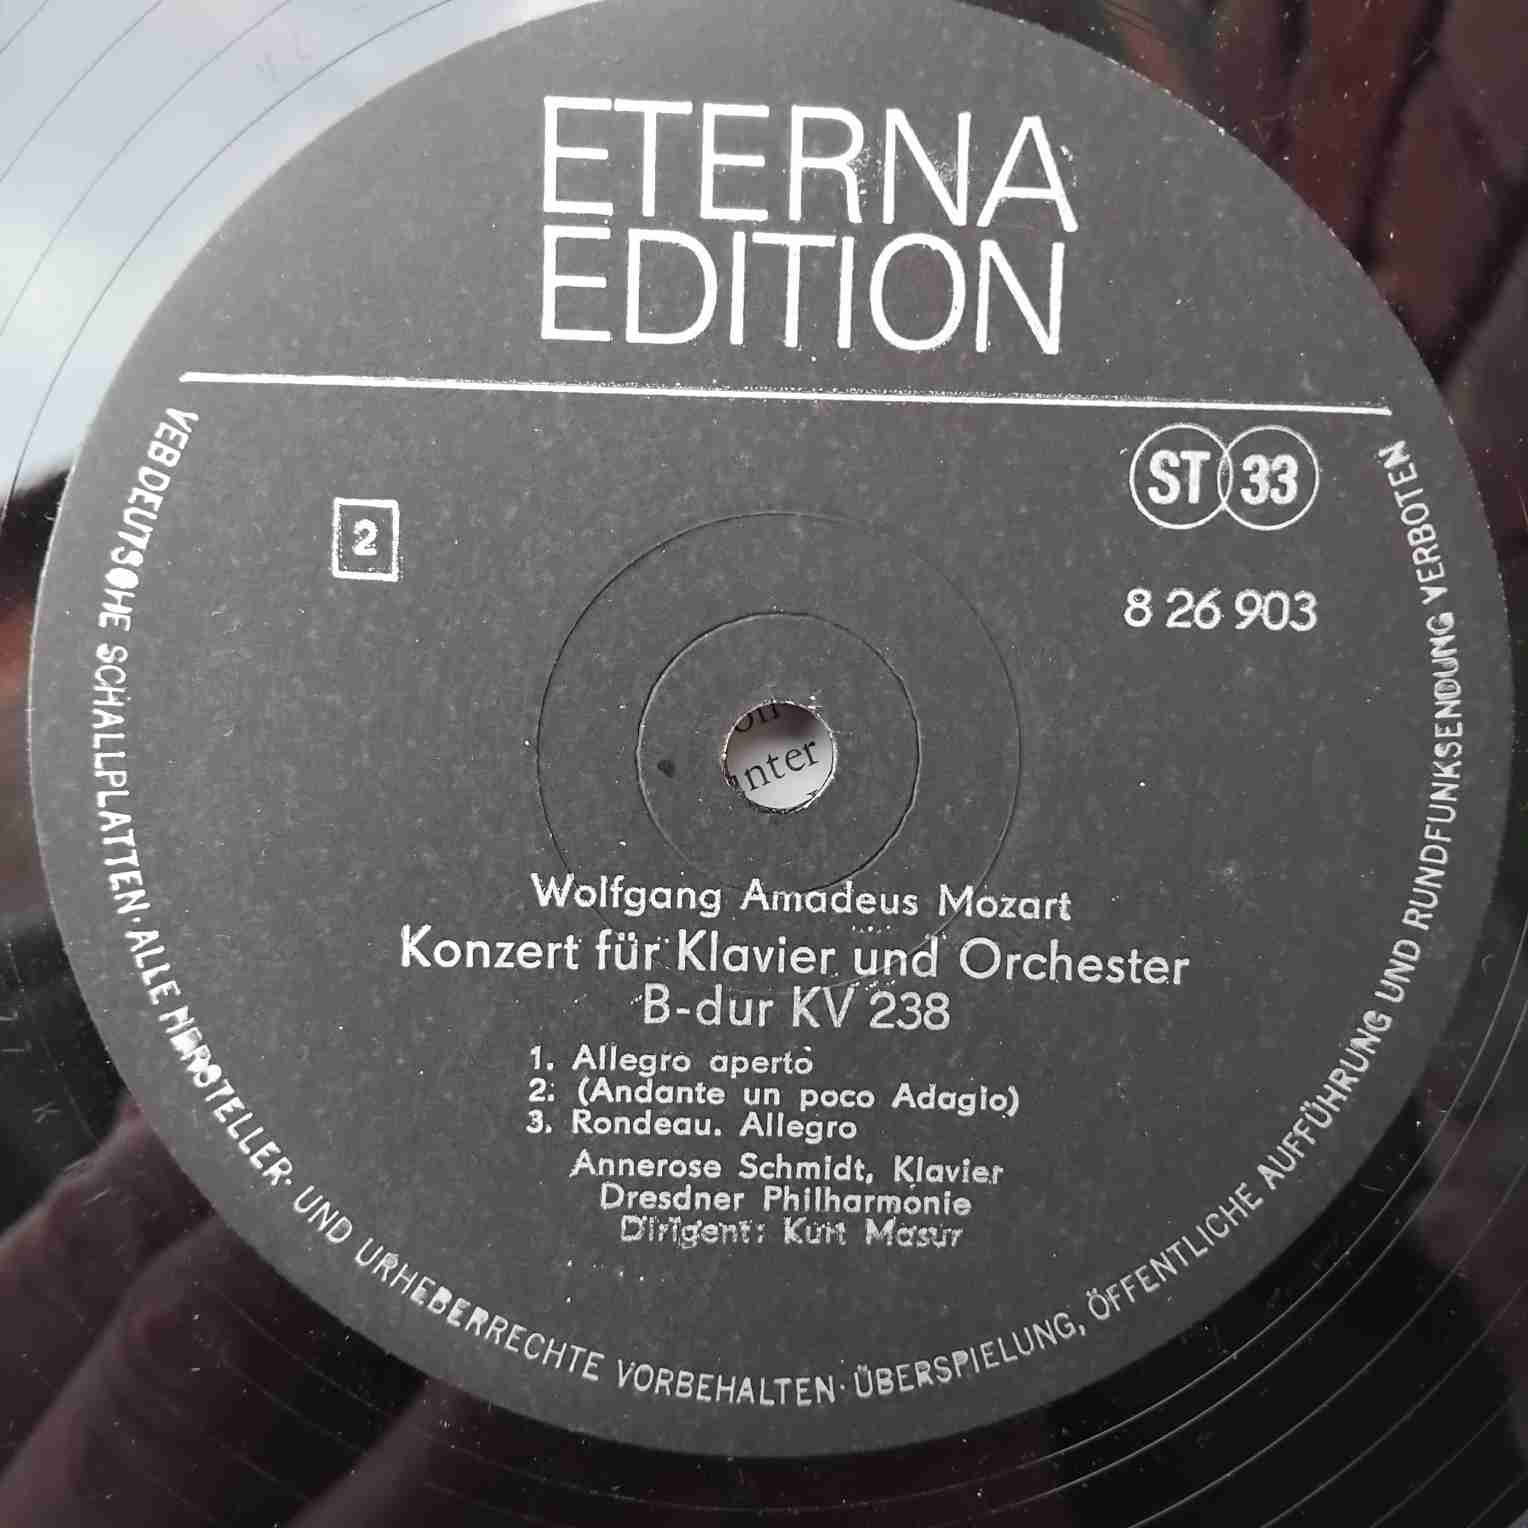 ETERNA
EDITION
ST 33
2
8 26 903
on
unter
Wolfgang Amadeus Mozart
Konzert für Klavier und Orchester
B-dur KV 238
1. Allegro aperto
2. (Andante un poco Adagio)
3. Rondeau. Allegro
Annerose Schmidt, Klavier
Dresdner Philharmonie
Dirigent: Kurt Masur
VEB DEUTSCHE SCHALLPLATTEN · ALLE HERSTELLER- UND URHEBERRECHTE VORBEHALTEN · ÜBERSPIELUNG, ÖFFENTLICHE AUFFÜHRUNG UND RUNDFUNKSENDUNG VERBOTEN